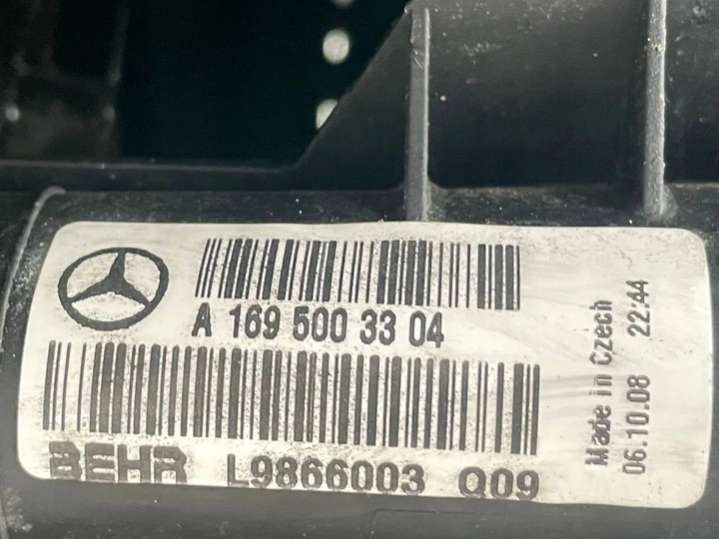 A 169 500 33 04
BEHR L9866003 Q09
Made in Czech
06.10.08 22:44